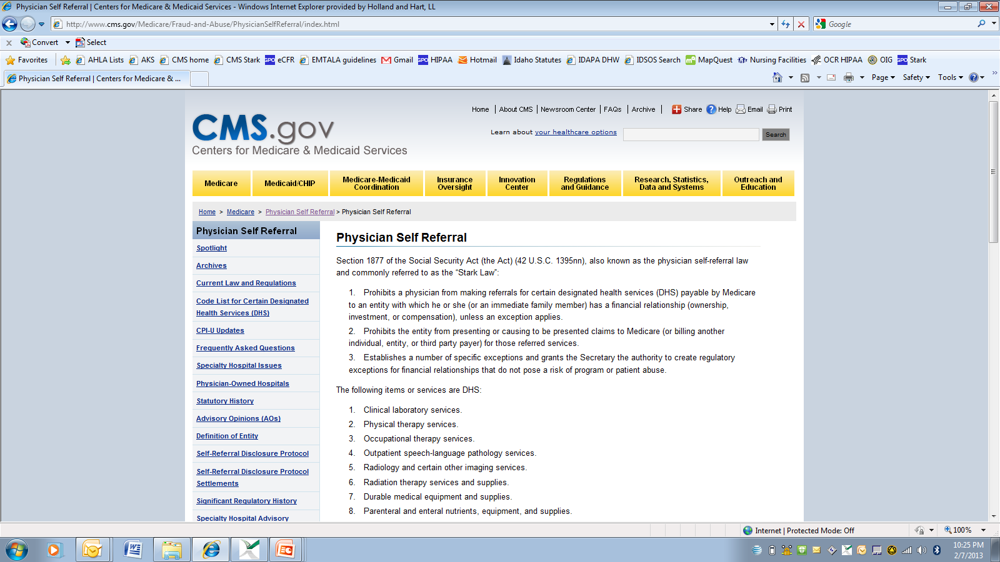 Physician Self Referral | Centers for Medicare & Medicaid Services - Windows Internet Explorer provided by Holland and Hart, LL
http://www.cms.gov/Medicare/Fraud-and-Abuse/PhysicianSelfReferral/index.html
Google
x Convert Select
Favorites AHLA Lists AKS CMS home CMS Stark GPO eCFR EMTALA guidelines Gmail GPO HIPAA Hotmail Idaho Statutes IDAPA DHW IDSOS Search MapQuest Nursing Facilities OCR HIPAA OIG GPO Stark
Physician Self Referral | Centers for Medicare & ...
Page Safety Tools
Home | About CMS | Newsroom Center | FAQs | Archive | Share Help Email Print
CMS.gov
Centers for Medicare & Medicaid Services
Learn about your healthcare options Search
Medicare
Medicaid/CHIP
Medicare-Medicaid
Coordination
Insurance
Oversight
Innovation
Center
Regulations
and Guidance
Research, Statistics,
Data and Systems
Outreach and
Education
Home > Medicare > Physician Self Referral > Physician Self Referral
Physician Self Referral
Spotlight
Archives
Current Law and Regulations
Code List for Certain Designated
Health Services (DHS)
CPI-U Updates
Frequently Asked Questions
Specialty Hospital Issues
Physician-Owned Hospitals
Statutory History
Advisory Opinions (AOs)
Definition of Entity
Self-Referral Disclosure Protocol
Self-Referral Disclosure Protocol
Settlements
Significant Regulatory History
Specialty Hospital Advisory
Physician Self Referral
Section 1877 of the Social Security Act (the Act) (42 U.S.C. 1395nn), also known as the physician self-referral law
and commonly referred to as the “Stark Law”:
1. Prohibits a physician from making referrals for certain designated health services (DHS) payable by Medicare
to an entity with which he or she (or an immediate family member) has a financial relationship (ownership,
investment, or compensation), unless an exception applies.
2. Prohibits the entity from presenting or causing to be presented claims to Medicare (or billing another
individual, entity, or third party payer) for those referred services.
3. Establishes a number of specific exceptions and grants the Secretary the authority to create regulatory
exceptions for financial relationships that do not pose a risk of program or patient abuse.
The following items or services are DHS:
1. Clinical laboratory services.
2. Physical therapy services.
3. Occupational therapy services.
4. Outpatient speech-language pathology services.
5. Radiology and certain other imaging services.
6. Radiation therapy services and supplies.
7. Durable medical equipment and supplies.
8. Parenteral and enteral nutrients, equipment, and supplies.
Internet | Protected Mode: Off
100%
10:25 PM
2/7/2013